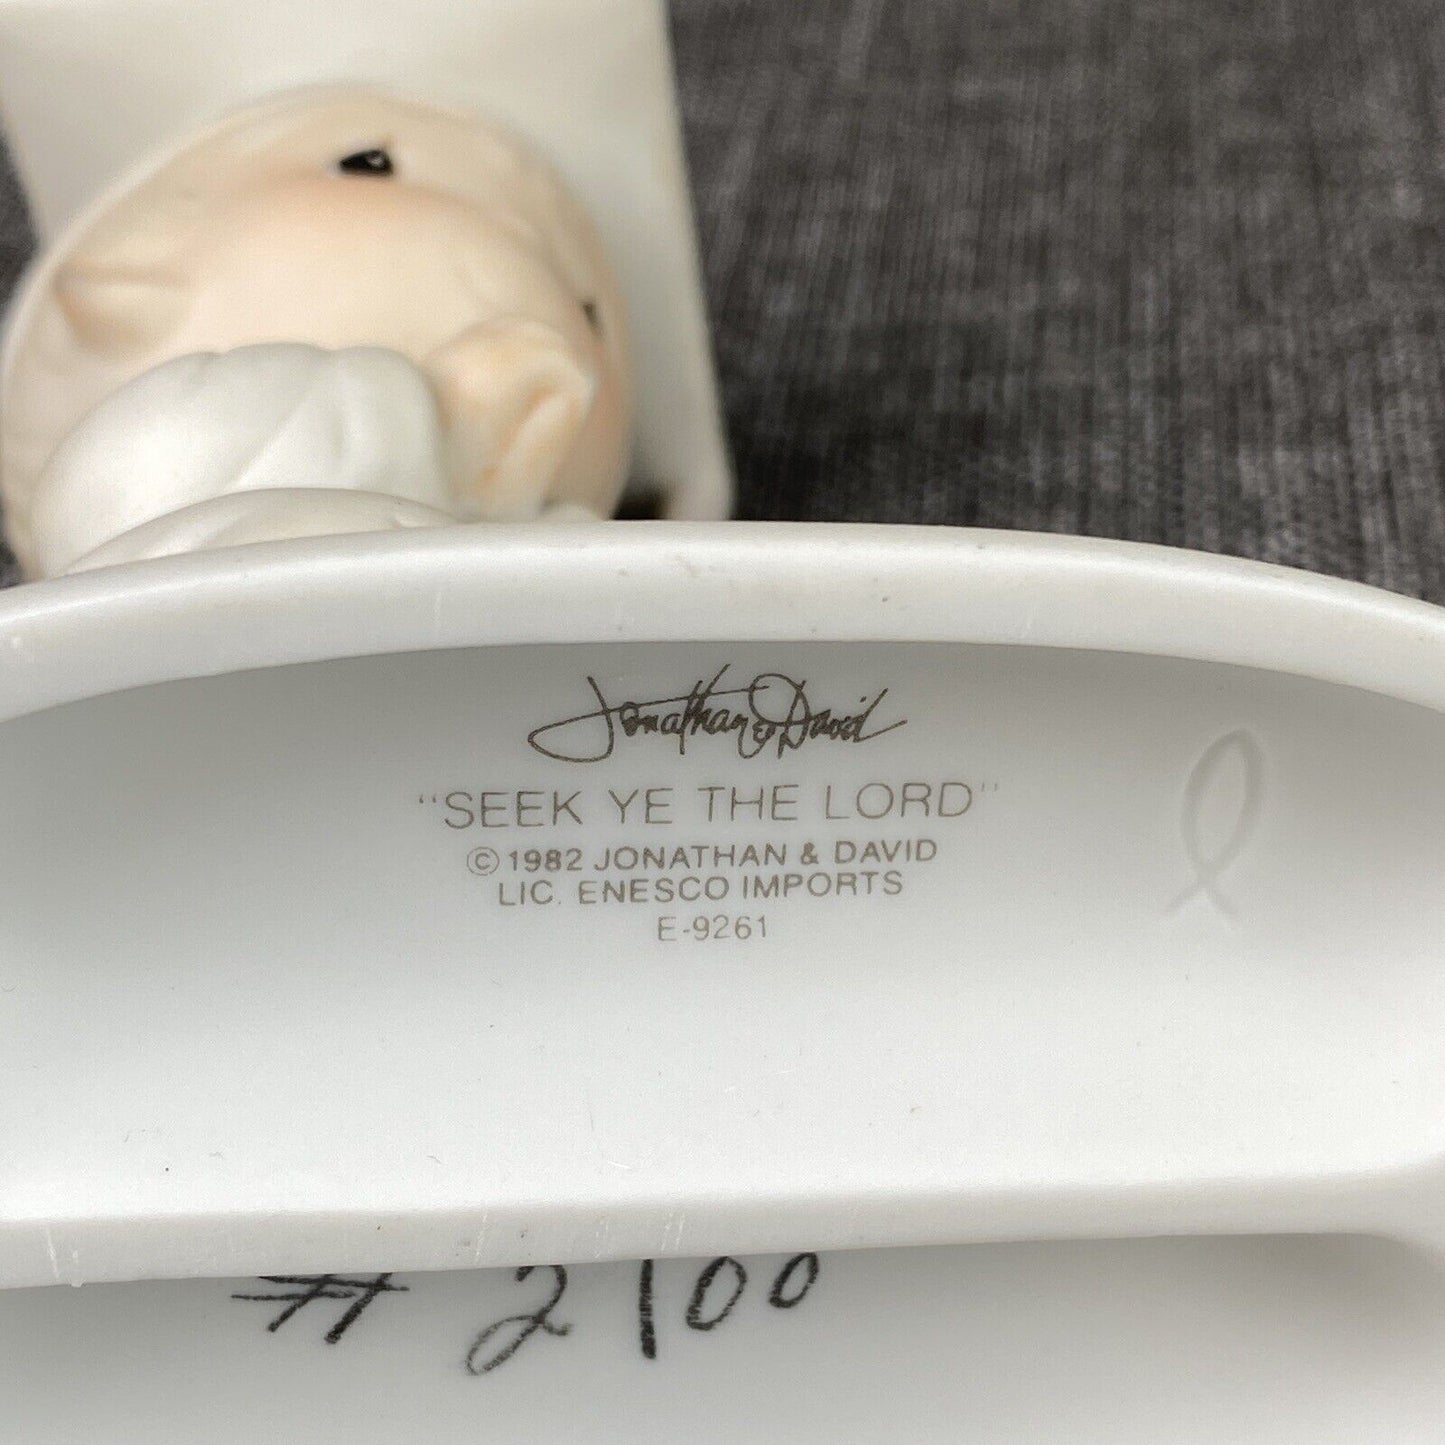 Jonathan & David
"SEEK YE THE LORD"
© 1982 JONATHAN & DAVID
LIC. ENESCO IMPORTS
E-9261
# 2100